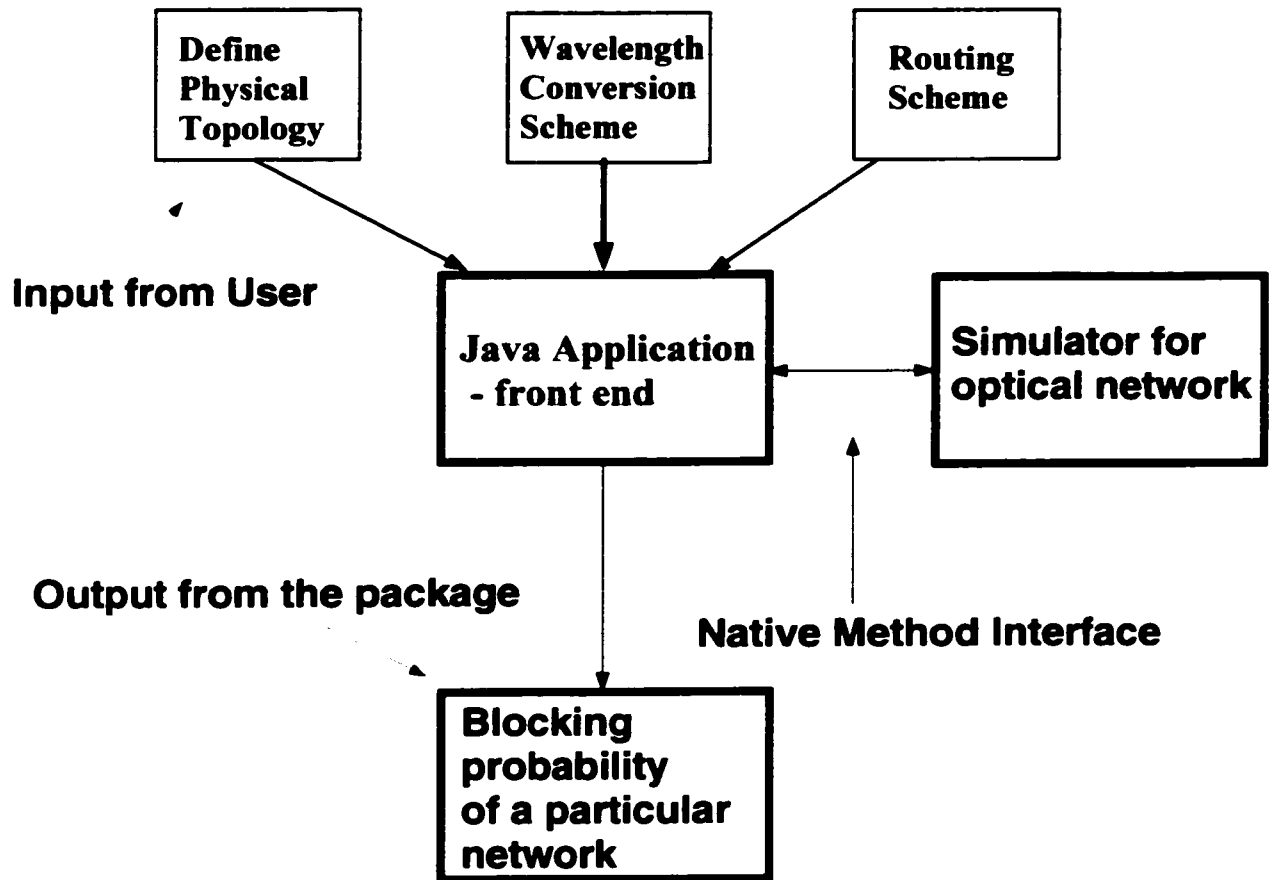 Define
Physical
Topology
Wavelength
Conversion
Scheme
Routing
Scheme
Input from User
Java Application
- front end
Simulator for
optical network
Output from the package
Native Method Interface
Blocking
probability
of a particular
network